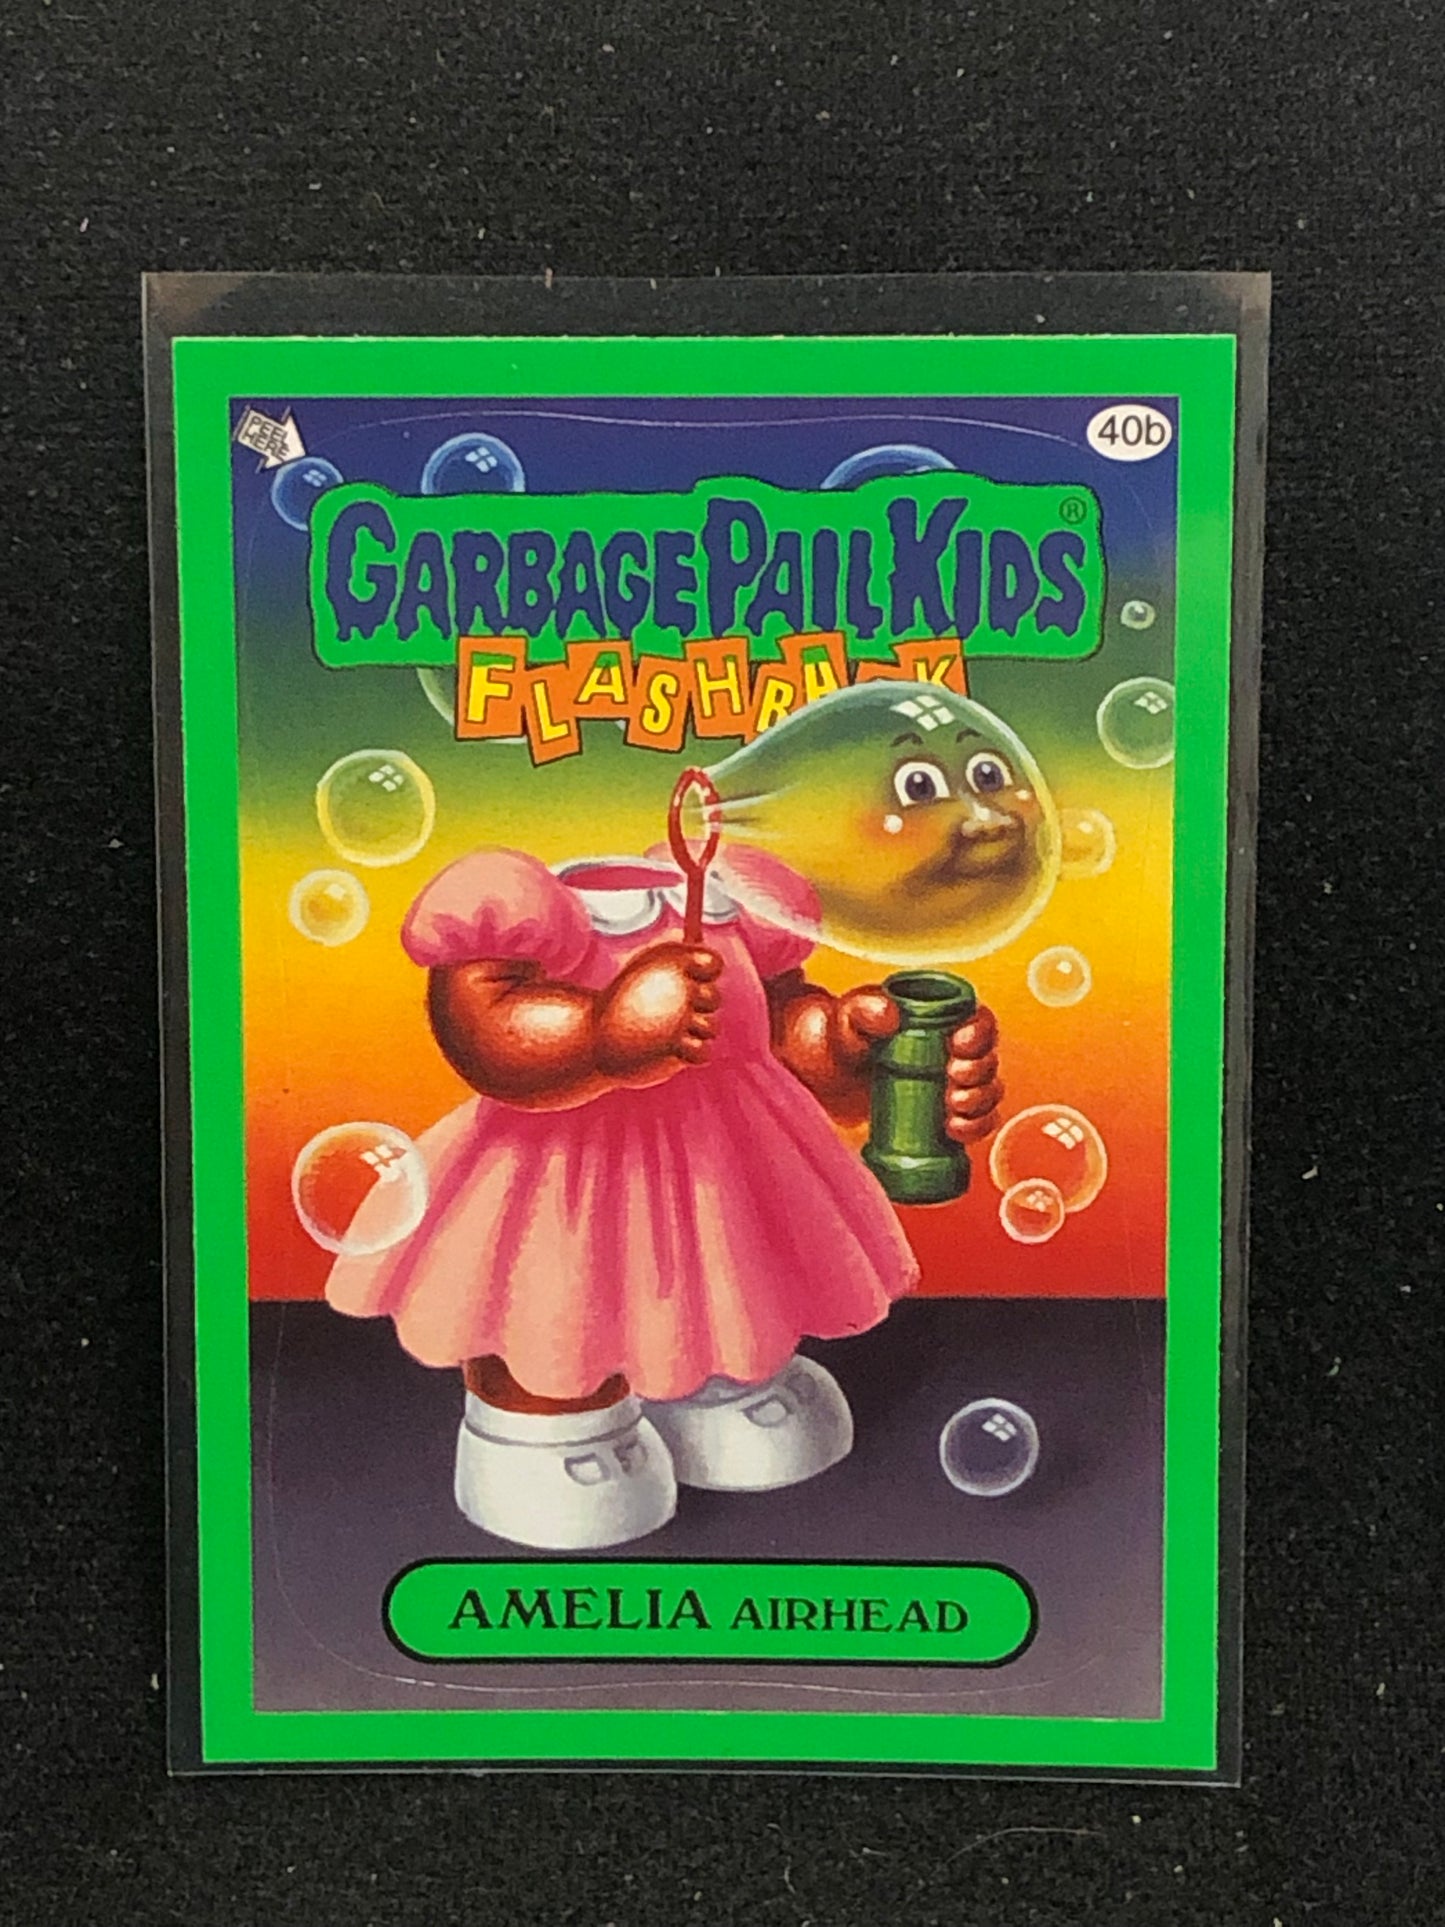 PEEL
HERE
40b
GARBAGE PAIL KIDS®
FLASHBACK
AMELIA AIRHEAD